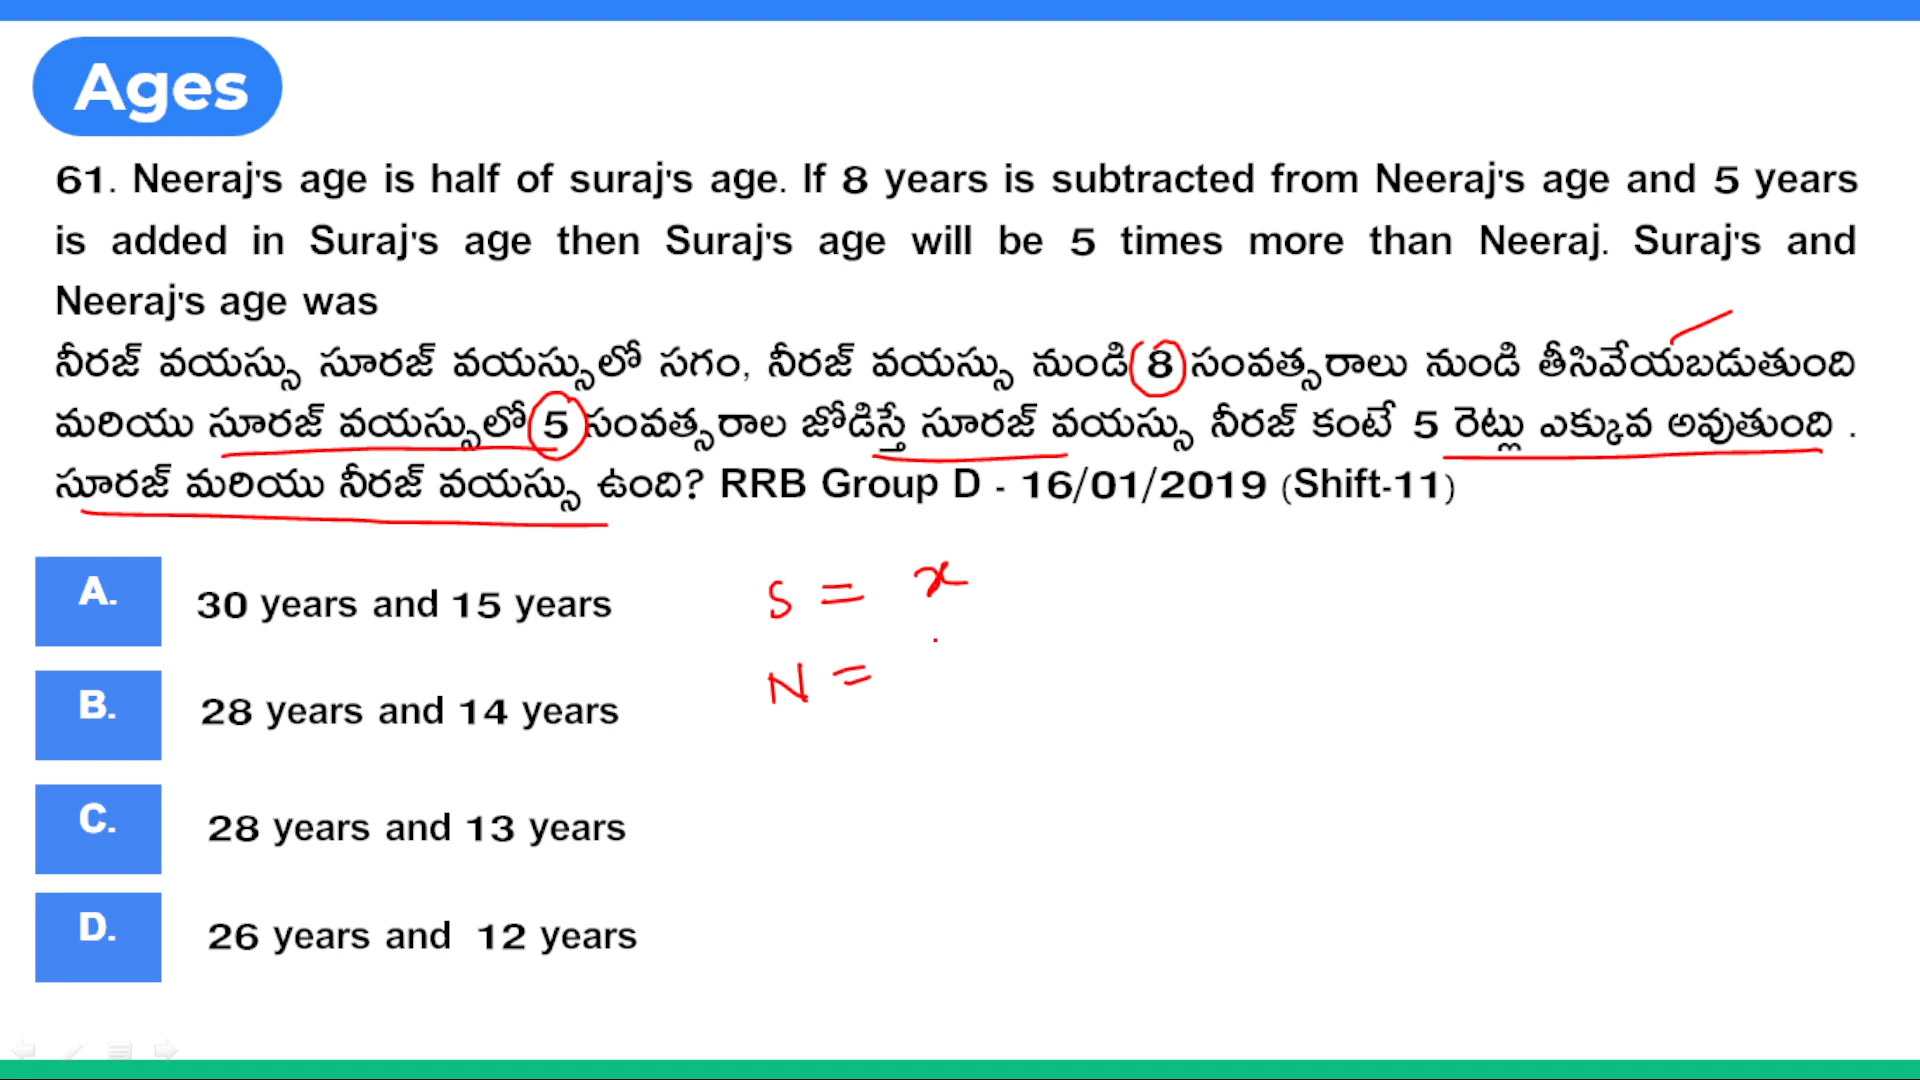 Ages
61. Neeraj's age is half of suraj's age. If 8 years is subtracted from Neeraj's age and 5 years
is added in Suraj's age then Suraj's age will be 5 times more than Neeraj. Suraj's and
Neeraj's age was
నీరజ్ వయస్సు సూరజ్ వయస్సులో సగం, నీరజ్ వయస్సు నుండి 8 సంవత్సరాలు నుండి తీసివేయబడుతుంది
మరియు సూరజ్ వయస్సులో 5 సంవత్సరాల జోడిస్తే సూరజ్ వయస్సు నీరజ్ కంటే 5 రెట్లు ఎక్కువ అవుతుంది .
సూరజ్ మరియు నీరజ్ వయస్సు ఉంది? RRB Group D - 16/01/2019 (Shift-11)
A. 30 years and 15 years
S = x
B. 28 years and 14 years
N =
C. 28 years and 13 years
D. 26 years and 12 years